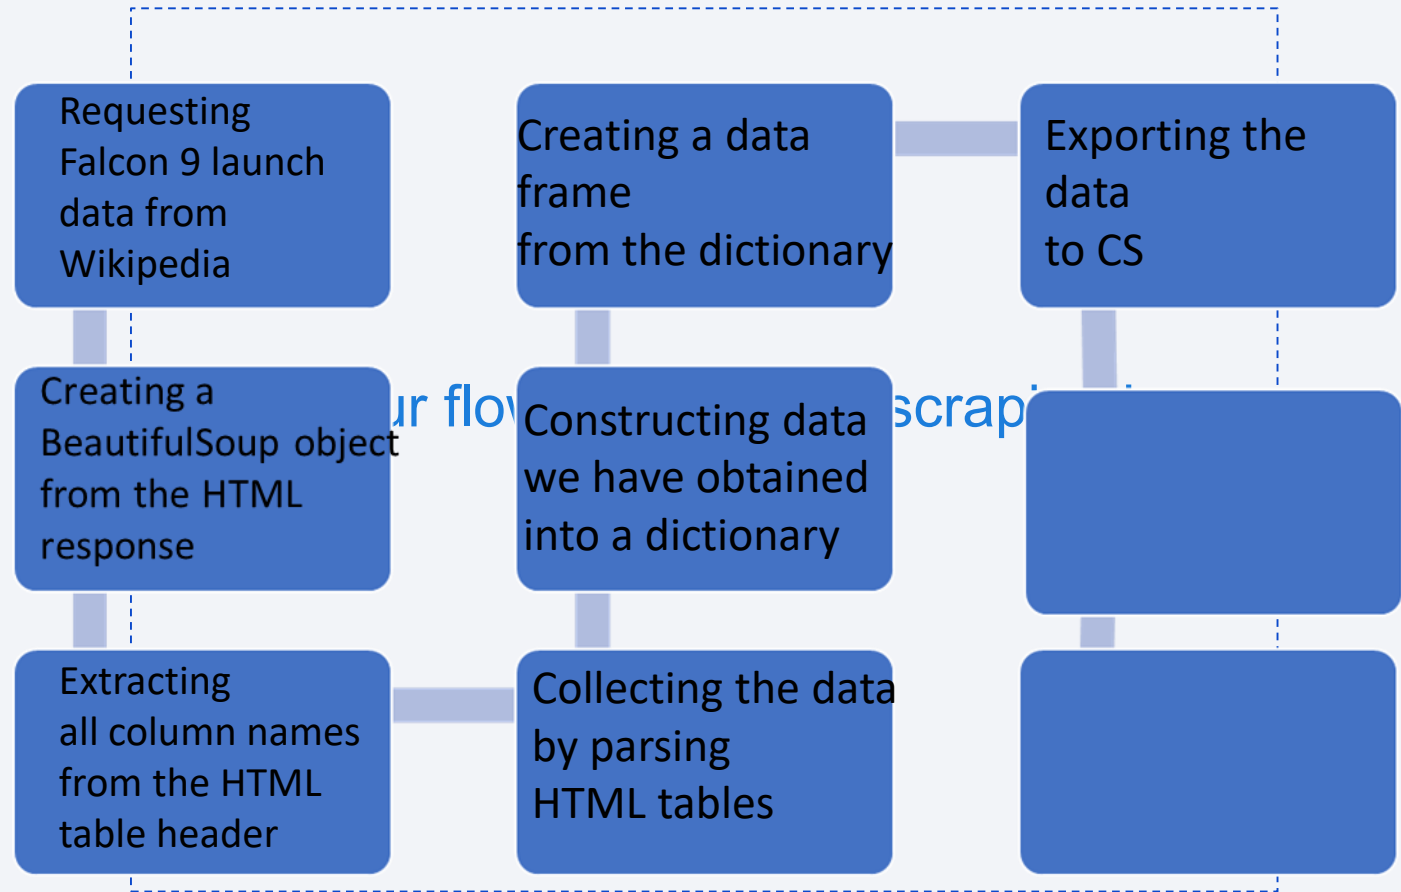 Requesting
Falcon 9 launch
data from
Wikipedia
Creating a
BeautifulSoup object
from the HTML
response
Extracting
all column names
from the HTML
table header
Collecting the data
by parsing
HTML tables
Constructing data
we have obtained
into a dictionary
Creating a data
frame
from the dictionary
Exporting the
data
to CS